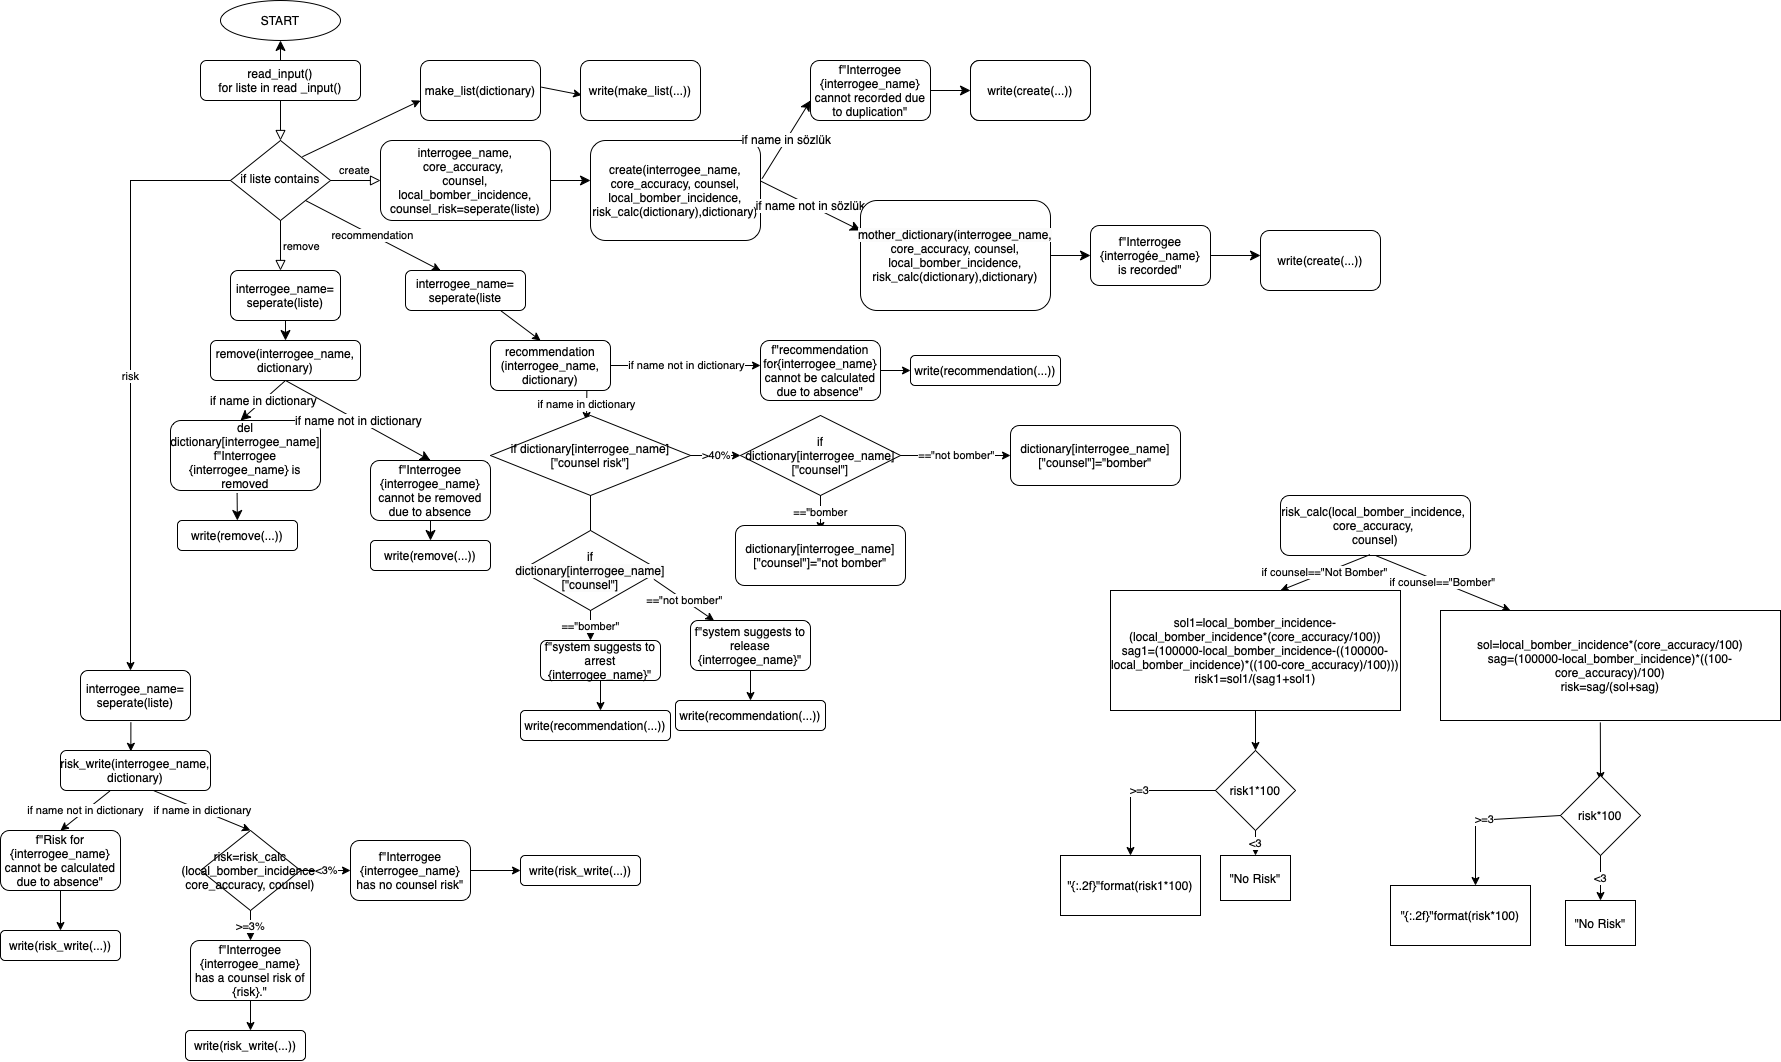 START
read_input()
for liste in read _input()
make_list(dictionary)
write(make_list(...))
f"Interrogee
{interrogee_name}
cannot recorded due
to duplication"
write(create(...))
if name in sözlük
if liste contains
create
interrogee_name,
core_accuracy,
counsel,
local_bomber_incidence,
counsel_risk=seperate(liste)
create(interrogee_name,
core_accuracy, counsel,
local_bomber_incidence,
risk_calc(dictionary),dictionary)
if name not in sözlük
mother_dictionary(interrogee_name,
core_accuracy, counsel,
local_bomber_incidence,
risk_calc(dictionary),dictionary)
f"Interrogee
{interrogée_name}
is recorded"
write(create(...))
remove
recommendation
interrogee_name=
seperate(liste)
interrogee_name=
seperate(liste
risk
remove(interrogee_name,
dictionary)
if name in dictionary
if name not in dictionary
del
dictionary[interrogee_name]
f"Interrogee
{interrogee_name} is
removed
write(remove(...))
f"Interrogee
{interrogee_name}
cannot be removed
due to absence
write(remove(...))
recommendation
(interrogee_name,
dictionary)
if name not in dictionary
f"recommendation
for{interrogee_name}
cannot be calculated
due to absence"
write(recommendation(...))
if name in dictionary
if dictionary[interrogee_name]
["counsel risk"]
>40%
if
dictionary[interrogee_name]
["counsel"]
=="not bomber"
dictionary[interrogee_name]
["counsel"]="bomber"
=="bomber
dictionary[interrogee_name]
["counsel"]="not bomber"
if
dictionary[interrogee_name]
["counsel"]
=="not bomber"
=="bomber"
f"system suggests to
arrest
{interrogee_name}"
f"system suggests to
release
{interrogee_name}"
write(recommendation(...))
write(recommendation(...))
risk_calc(local_bomber_incidence,
core_accuracy,
counsel)
if counsel=="Not Bomber"
if counsel=="Bomber"
sol1=local_bomber_incidence-
(local_bomber_incidence*(core_accuracy/100))
sag1=(100000-local_bomber_incidence-((100000-
local_bomber_incidence)*((100-core_accuracy)/100)))
risk1=sol1/(sag1+sol1)
sol=local_bomber_incidence*(core_accuracy/100)
sag=(100000-local_bomber_incidence)*((100-
core_accuracy)/100)
risk=sag/(sol+sag)
risk1*100
>=3
<3
"{:.2f}"format(risk1*100)
"No Risk"
risk*100
>=3
<3
"{:.2f}"format(risk*100)
"No Risk"
interrogee_name=
seperate(liste)
risk_write(interrogee_name,
dictionary)
if name not in dictionary
if name in dictionary
f"Risk for
{interrogee_name}
cannot be calculated
due to absence"
write(risk_write(...))
risk=risk_calc
(local_bomber_incidence
core_accuracy, counsel)
<3%
f"Interrogee
{interrogee_name}
has no counsel risk"
write(risk_write(...))
>=3%
f"Interrogee
{interrogee_name}
has a counsel risk of
{risk}."
write(risk_write(...))